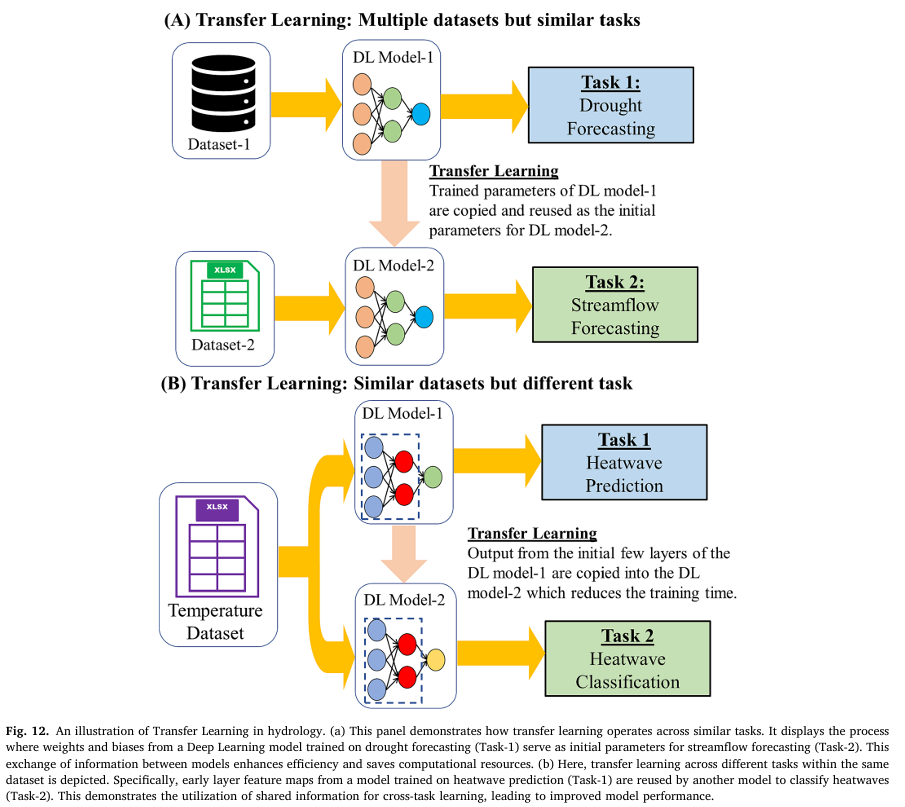 (A) Transfer Learning: Multiple datasets but similar tasks
DL Model-1
Dataset-1
Task 1:
Drought
Forecasting
Transfer Learning
Trained parameters of DL model-1
are copied and reused as the initial
parameters for DL model-2.
DL Model-2
XLSX
Dataset-2
Task 2:
Streamflow
Forecasting
(B) Transfer Learning: Similar datasets but different task
DL Model-1
Task 1
Heatwave
Prediction
XLSX
Temperature
Dataset
Transfer Learning
Output from the initial few layers of the
DL model-1 are copied into the DL
model-2 which reduces the training time.
DL Model-2
Task 2
Heatwave
Classification
Fig. 12. An illustration of Transfer Learning in hydrology. (a) This panel demonstrates how transfer learning operates across similar tasks. It displays the process
where weights and biases from a Deep Learning model trained on drought forecasting (Task-1) serve as initial parameters for streamflow forecasting (Task-2). This
exchange of information between models enhances efficiency and saves computational resources. (b) Here, transfer learning across different tasks within the same
dataset is depicted. Specifically, early layer feature maps from a model trained on heatwave prediction (Task-1) are reused by another model to classify heatwaves
(Task-2). This demonstrates the utilization of shared information for cross-task learning, leading to improved model performance.